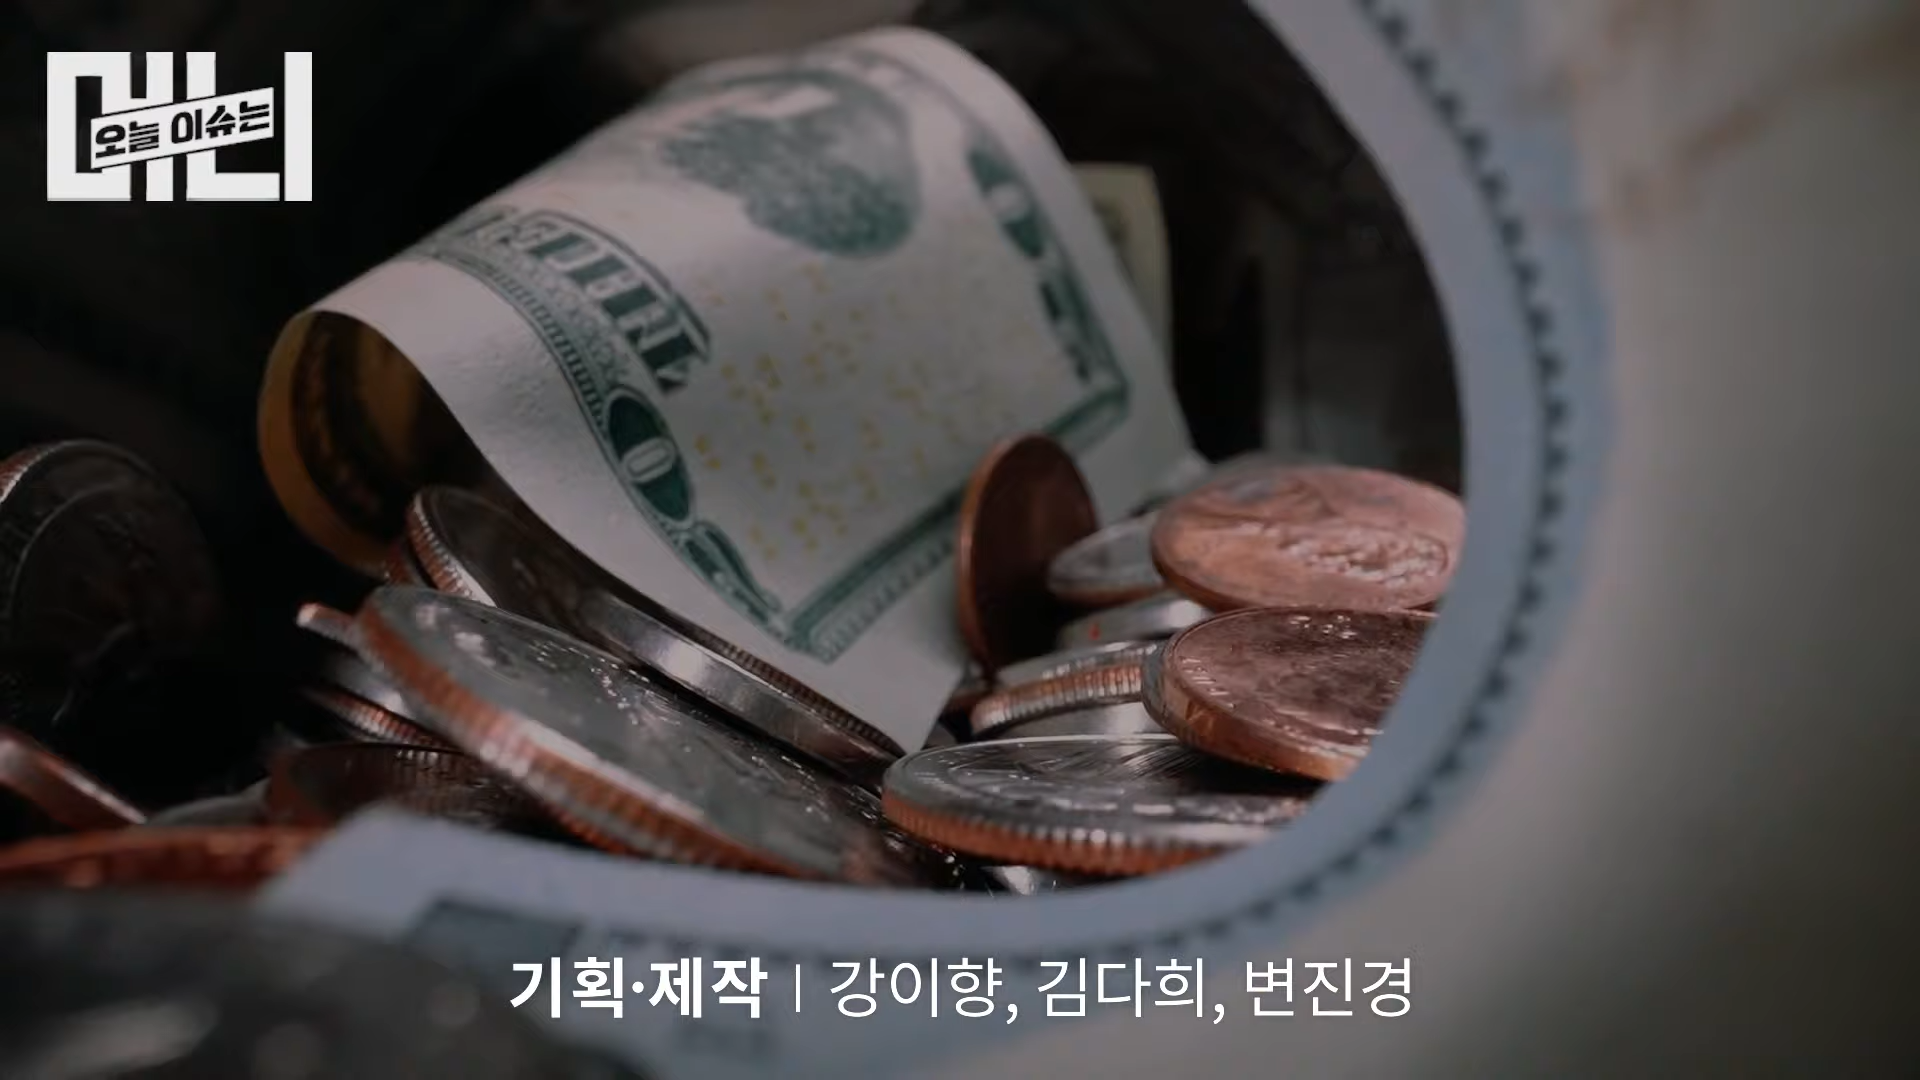 머니
오늘 이슈는
기획·제작 | 강이향, 김다희, 변진경